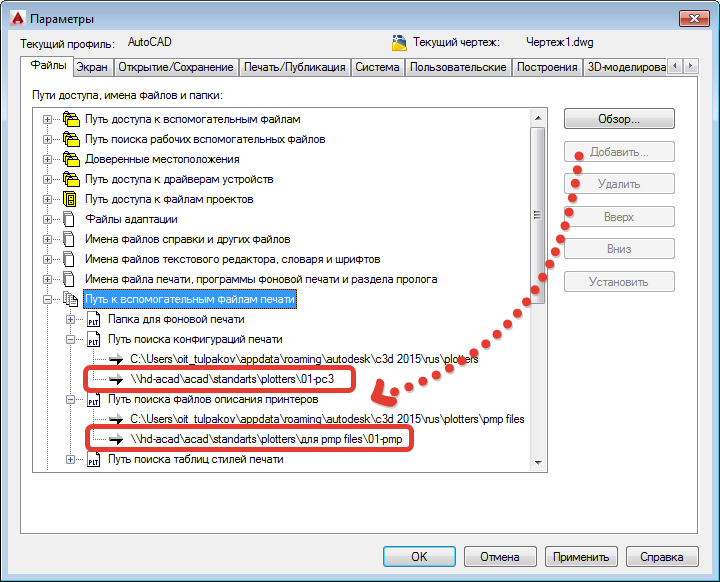 Параметры
Текущий профиль: AutoCAD Текущий чертеж: Чертеж1.dwg
Файлы Экран Открытие/Сохранение Печать/Публикация Система Пользовательские Построения 3D-моделирова
Пути доступа, имена файлов и папки:
Путь доступа к вспомогательным файлам
Путь поиска рабочих вспомогательных файлов
Доверенные местоположения
Путь доступа к драйверам устройств
Путь доступа к файлам проектов
Файлы адаптации
Имена файлов справки и других файлов
Имена файлов текстового редактора, словаря и шрифтов
Имена файла печати, программы фоновой печати и раздела пролога
Путь к вспомогательным файлам печати
PLT Папка для фоновой печати
PLT Путь поиска конфигураций печати
C:\Users\oit_tulpakov\appdata\roaming\autodesk\c3d 2015\rus\plotters
\\hd-acad\acad\standarts\plotters\01-pc3
PLT Путь поиска файлов описания принтеров
C:\Users\oit_tulpakov\appdata\roaming\autodesk\c3d 2015\rus\plotters\pmp files
\\hd-acad\acad\standarts\plotters\для pmp files\01-pmp
PLT Путь поиска таблиц стилей печати
Обзор...
Добавить...
Удалить
Вверх
Вниз
Установить
OK Отмена Применить Справка